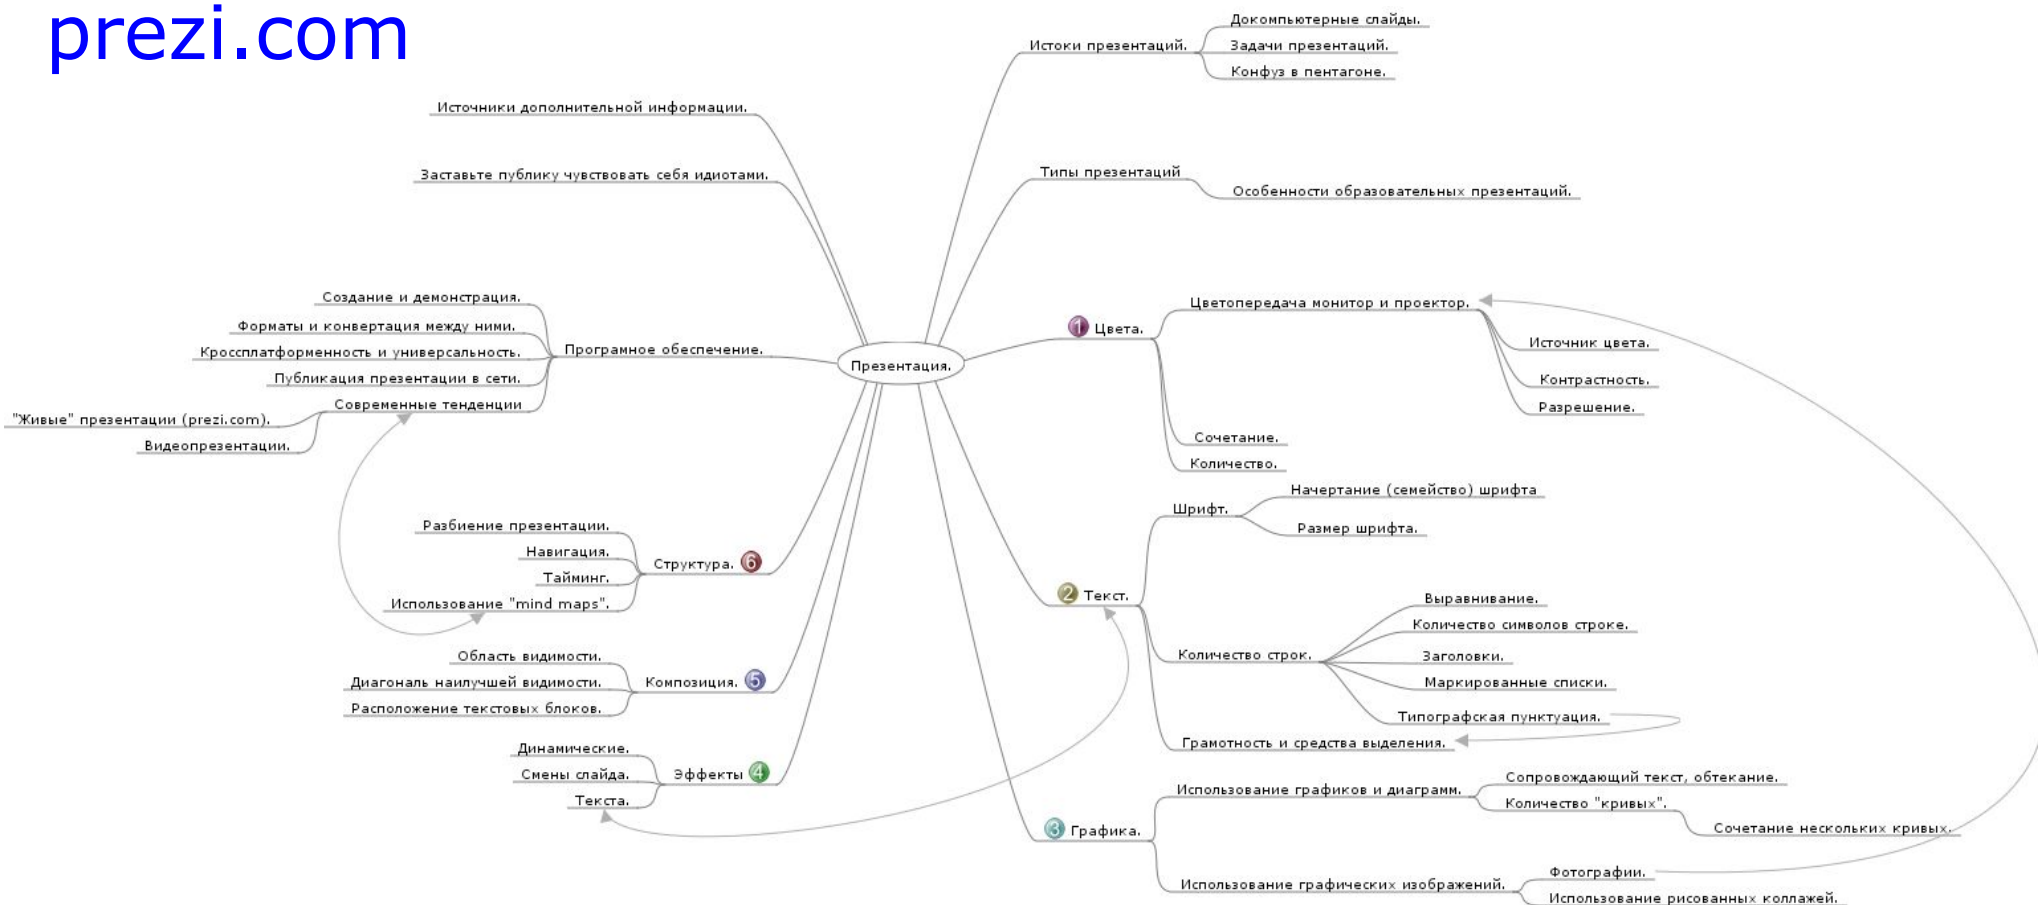 prezi.com
Истоки презентаций.
Докомпьютерные слайды.
Задачи презентаций.
Конфуз в пентагоне.
Типы презентаций
Особенности образовательных презентаций.
1 Цвета.
Цветопередача монитор и проектор.
Источник цвета.
Контрастность.
Разрешение.
Сочетание.
Количество.
2 Текст.
Шрифт.
Начертание (семейство) шрифта
Размер шрифта.
Количество строк.
Выравнивание.
Количество символов строке.
Заголовки.
Маркированные списки.
Типографская пунктуация.
Грамотность и средства выделения.
3 Графика.
Использование графиков и диаграмм.
Сопровождающий текст, обтекание.
Количество "кривых".
Сочетание нескольких кривых.
Использование графических изображений.
Фотографии.
Использование рисованных коллажей.
Презентация.
Источники дополнительной информации.
Заставьте публику чувствовать себя идиотами.
Програмное обеспечение.
Создание и демонстрация.
Форматы и конвертация между ними.
Кроссплатформенность и универсальность.
Публикация презентации в сети.
Современные тенденции
"Живые" презентации (prezi.com).
Видеопрезентации.
Структура. 6
Разбиение презентации.
Навигация.
Тайминг.
Использование "mind maps".
Композиция. 5
Область видимости.
Диагональ наилучшей видимости.
Расположение текстовых блоков.
Эффекты 4
Динамические.
Смены слайда.
Текста.